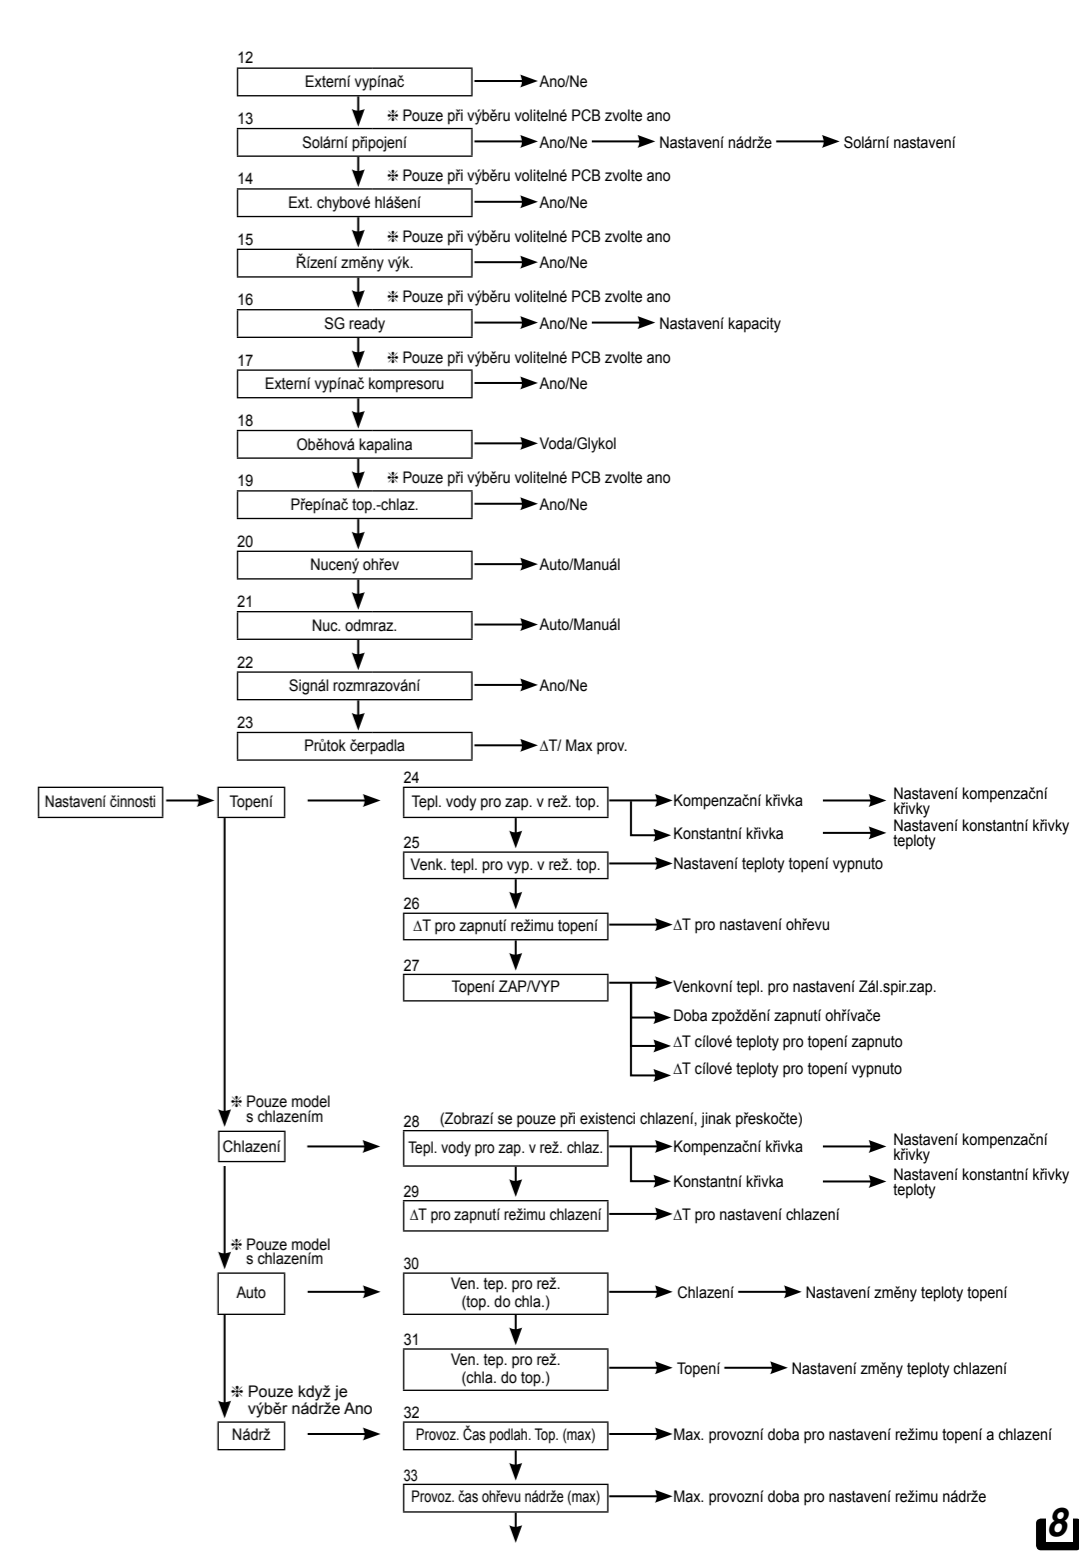 12
Externí vypínač
Ano/Ne
❈ Pouze při výběru volitelné PCB zvolte ano
13
Solární připojení
Ano/Ne
Nastavení nádrže
Solární nastavení
❈ Pouze při výběru volitelné PCB zvolte ano
14
Ext. chybové hlášení
Ano/Ne
❈ Pouze při výběru volitelné PCB zvolte ano
15
Řízení změny výk.
Ano/Ne
❈ Pouze při výběru volitelné PCB zvolte ano
16
SG ready
Ano/Ne
Nastavení kapacity
❈ Pouze při výběru volitelné PCB zvolte ano
17
Externí vypínač kompresoru
Ano/Ne
18
Oběhová kapalina
Voda/Glykol
❈ Pouze při výběru volitelné PCB zvolte ano
19
Přepínač top.-chlaz.
Ano/Ne
20
Nucený ohřev
Auto/Manuál
21
Nuc. odmraz.
Auto/Manuál
22
Signál rozmrazování
Ano/Ne
23
Průtok čerpadla
∆T/ Max prov.
Nastavení činnosti
Topení
24
Tepl. vody pro zap. v rež. top.
Kompenzační křivka
Nastavení kompenzační
křivky
Konstantní křivka
Nastavení konstantní křivky
teploty
25
Venk. tepl. pro vyp. v rež. top.
Nastavení teploty topení vypnuto
26
∆T pro zapnutí režimu topení
∆T pro nastavení ohřevu
27
Topení ZAP/VYP
Venkovní tepl. pro nastavení Zál.spir.zap.
Doba zpoždění zapnutí ohřívače
∆T cílové teploty pro topení zapnuto
∆T cílové teploty pro topení vypnuto
❈ Pouze model
s chlazením
Chlazení
28
(Zobrazí se pouze při existenci chlazení, jinak přeskočte)
Tepl. vody pro zap. v rež. chlaz.
Kompenzační křivka
Nastavení kompenzační
křivky
Konstantní křivka
Nastavení konstantní křivky
teploty
29
∆T pro zapnutí režimu chlazení
∆T pro nastavení chlazení
❈ Pouze model
s chlazením
Auto
30
Ven. tep. pro rež.
(top. do chla.)
Chlazení
Nastavení změny teploty topení
31
Ven. tep. pro rež.
(chla. do top.)
Topení
Nastavení změny teploty chlazení
❈ Pouze když je
výběr nádrže Ano
Nádrž
32
Provoz. Čas podlah. Top. (max)
Max. provozní doba pro nastavení režimu topení a chlazení
33
Provoz. čas ohřevu nádrže (max)
Max. provozní doba pro nastavení režimu nádrže
8